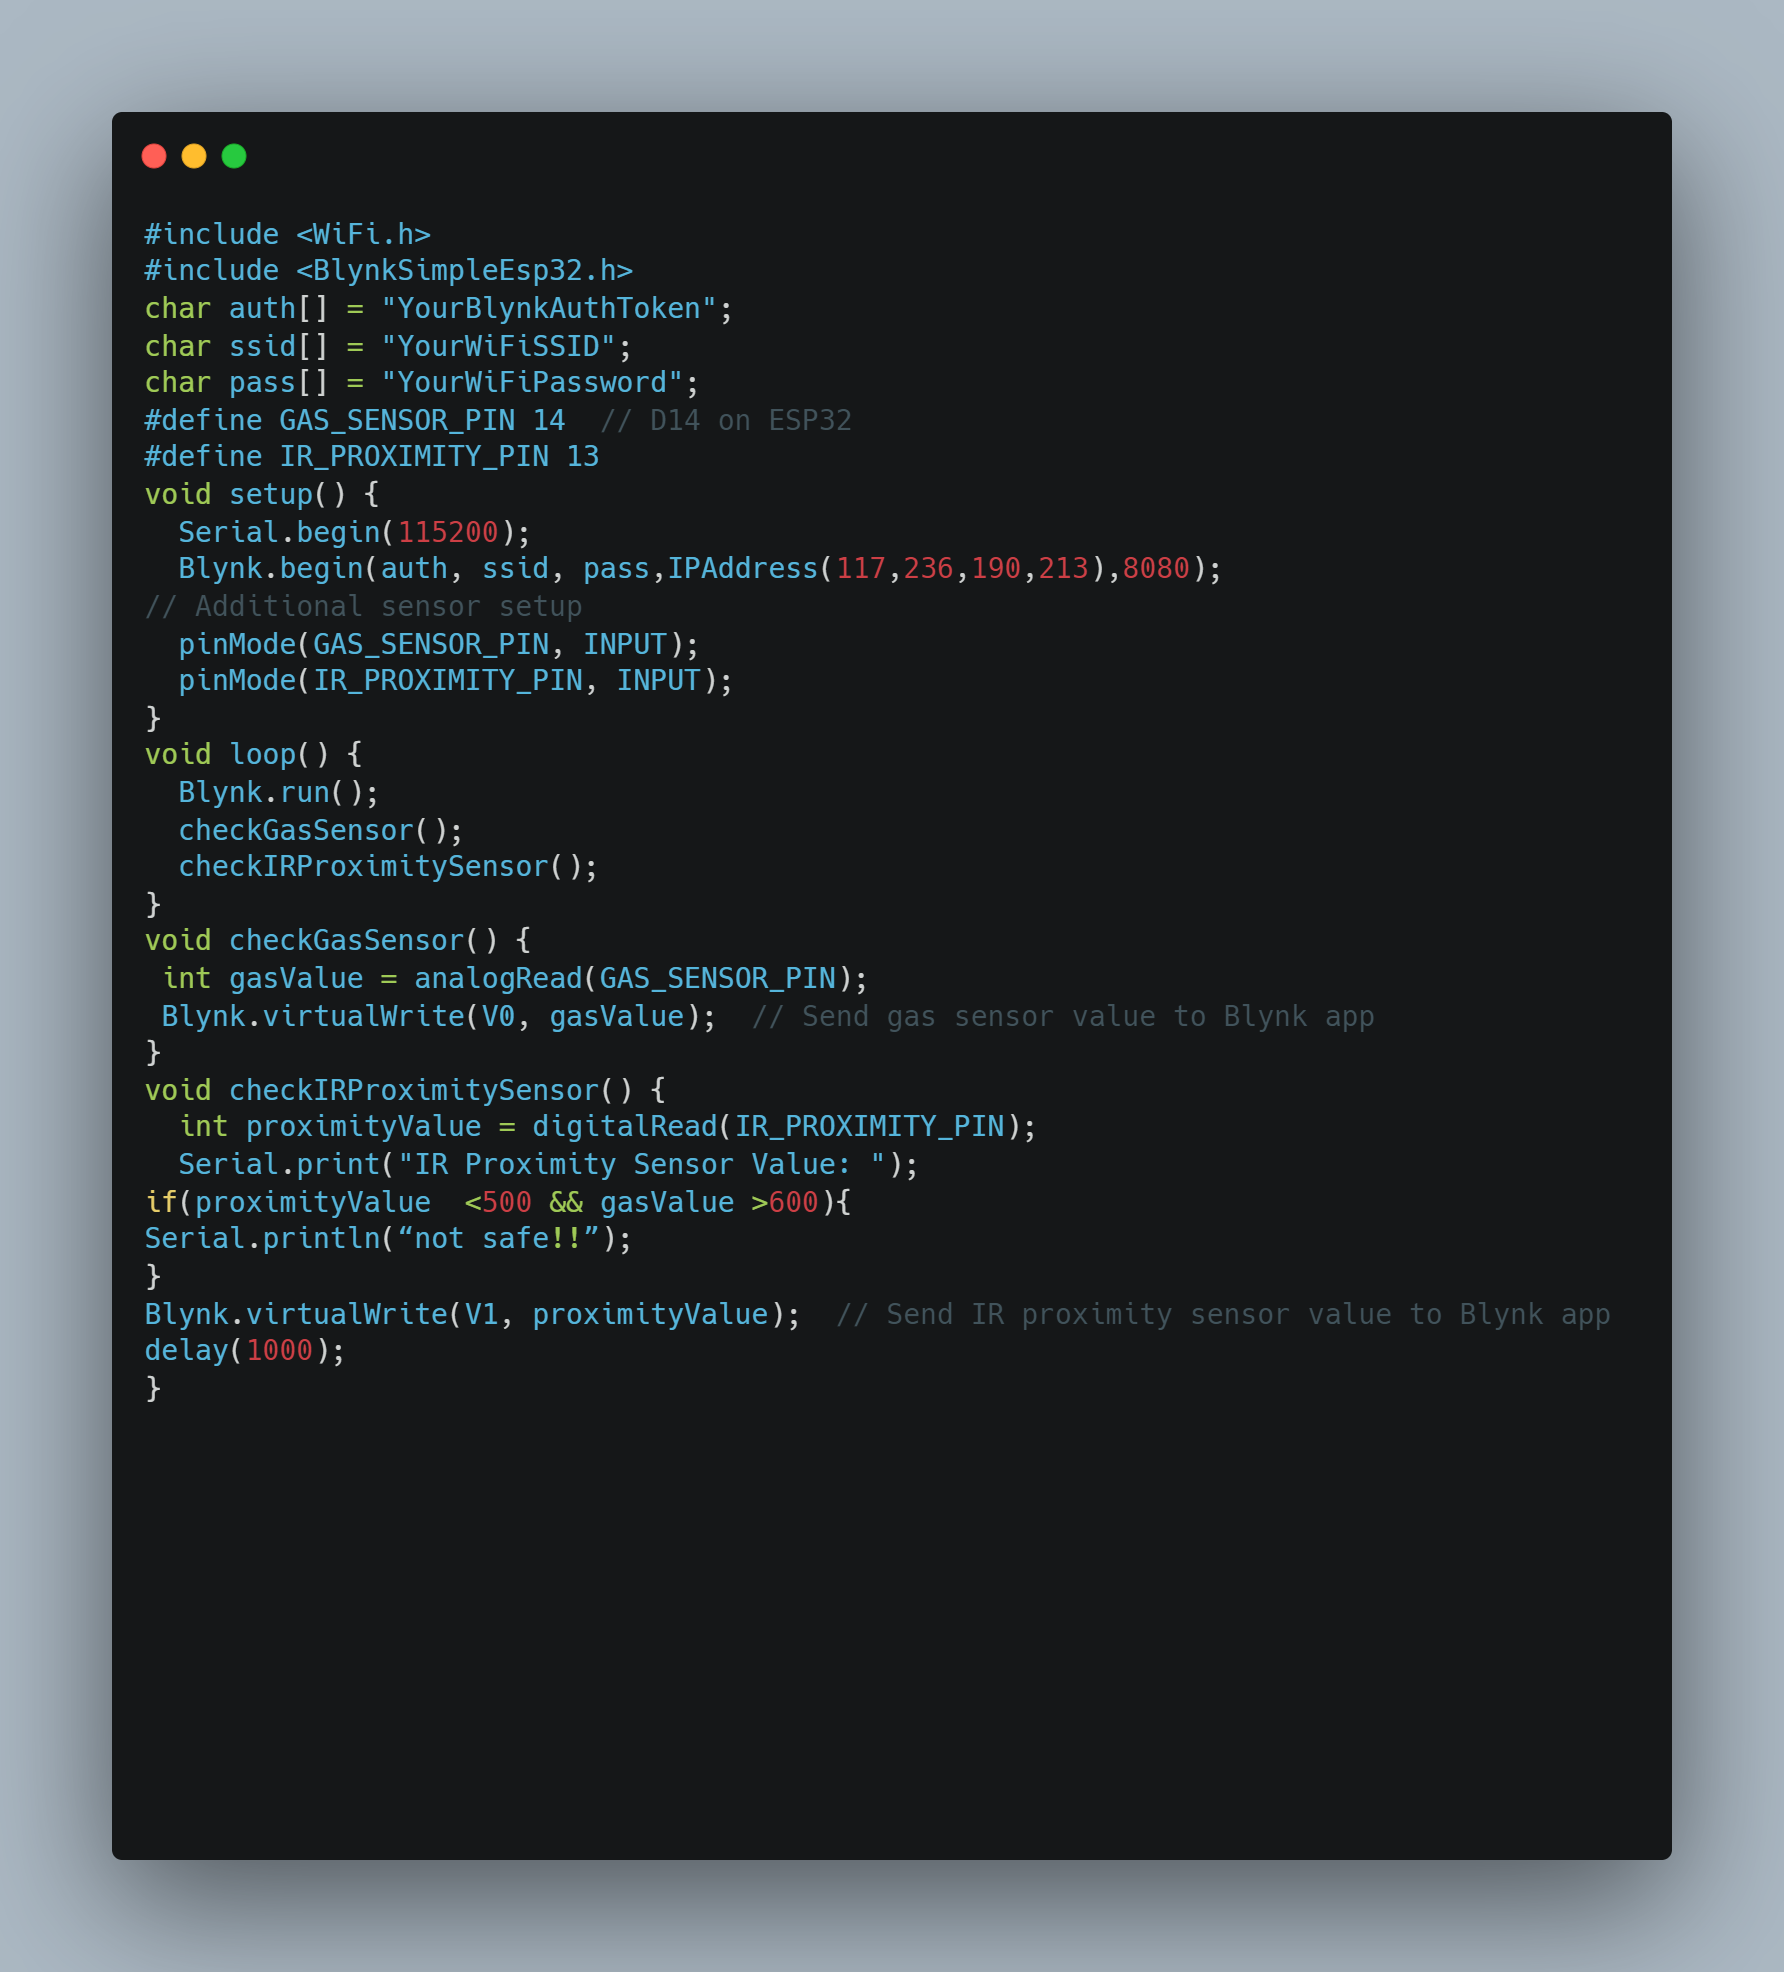 #include <WiFi.h>
#include <BlynkSimpleEsp32.h>
char auth[] = "YourBlynkAuthToken";
char ssid[] = "YourWiFiSSID";
char pass[] = "YourWiFiPassword";
#define GAS_SENSOR_PIN 14  // D14 on ESP32
#define IR_PROXIMITY_PIN 13
void setup() {
  Serial.begin(115200);
  Blynk.begin(auth, ssid, pass,IPAddress(117,236,190,213),8080);
// Additional sensor setup
  pinMode(GAS_SENSOR_PIN, INPUT);
  pinMode(IR_PROXIMITY_PIN, INPUT);
}
void loop() {
  Blynk.run();
  checkGasSensor();
  checkIRProximitySensor();
}
void checkGasSensor() {
 int gasValue = analogRead(GAS_SENSOR_PIN);
 Blynk.virtualWrite(V0, gasValue);  // Send gas sensor value to Blynk app
}
void checkIRProximitySensor() {
  int proximityValue = digitalRead(IR_PROXIMITY_PIN);
  Serial.print("IR Proximity Sensor Value: ");
if(proximityValue  <500 && gasValue >600){
Serial.println(“not safe!!”);
}
Blynk.virtualWrite(V1, proximityValue);  // Send IR proximity sensor value to Blynk app
delay(1000);
}